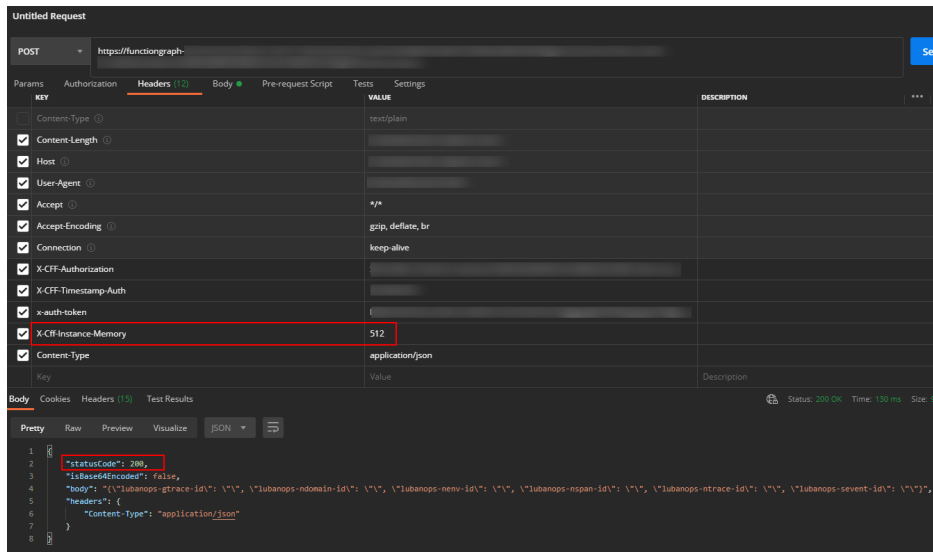 Untitled Request
POST https://functiongraph-
Se
Params Authorization Headers (12) Body Pre-request Script Tests Settings
KEY VALUE DESCRIPTION
Content-Type text/plain
Content-Length
Host
User-Agent
Accept */*
Accept-Encoding gzip, deflate, br
Connection keep-alive
X-CFF-Authorization
X-CFF-Timestamp-Auth
x-auth-token
X-Cff-Instance-Memory 512
Content-Type application/json
Key Value Description
Body Cookies Headers (15) Test Results Status: 200 OK Time: 130 ms Size:
Pretty Raw Preview Visualize JSON
1 {
2 "statusCode": 200,
3 "isBase64Encoded": false,
4 "body": "{\"lubanops-gtrace-id\": \"\", \"lubanops-ndomain-id\": \"\", \"lubanops-nenv-id\": \"\", \"lubanops-nspan-id\": \"\", \"lubanops-ntrace-id\": \"\", \"lubanops-sevent-id\": \"\"}",
5 "headers": {
6 "Content-Type": "application/json"
7 }
8 }